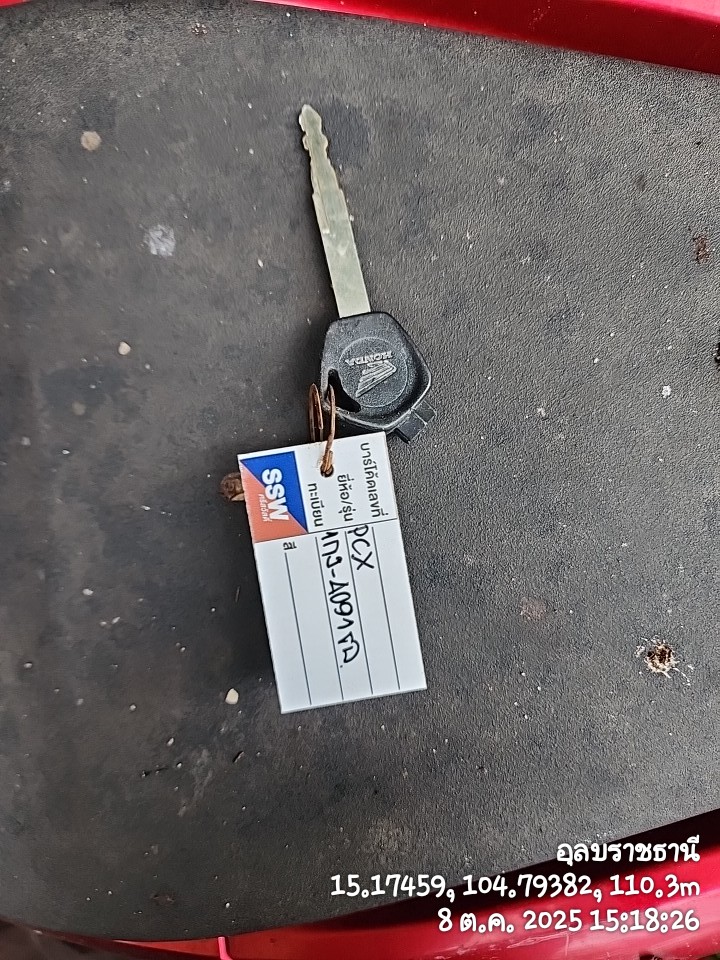 HONDA
SSW
บาร์โค้ดเลขที่
ยี่ห้อ/รุ่น PCX
ทะเบียน
สี
อุลบราชธานี
15.17459, 104.79382, 110.3m
8 ต.ค. 2025 15:18:26